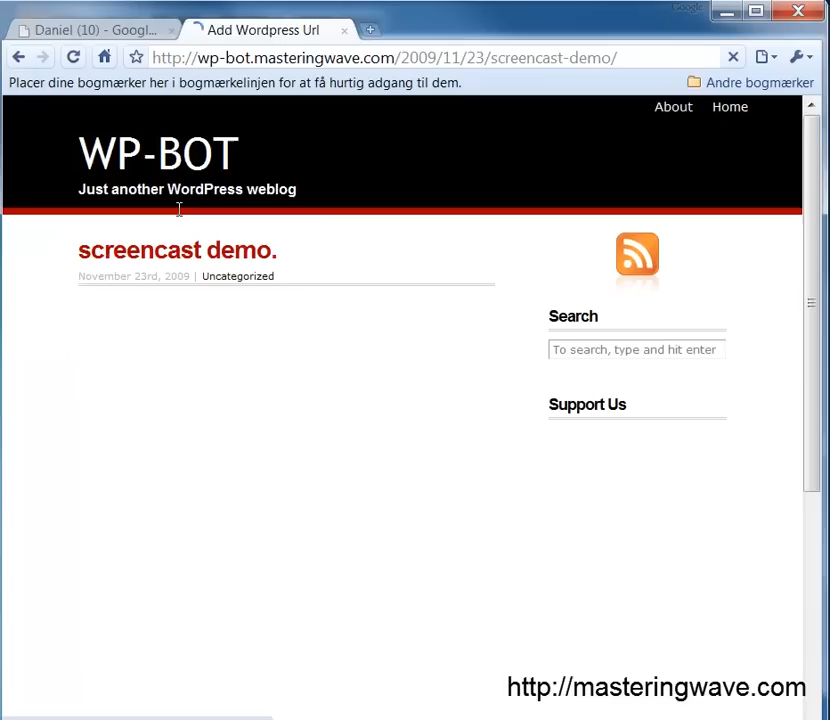 Daniel (10) - Googl...
Add Wordpress Url
Google
http://wp-bot.masteringwave.com/2009/11/23/screencast-demo/
Placer dine bogmærker her i bogmærkelinjen for at få hurtig adgang til dem.
Andre bogmærker
About Home
WP-BOT
Just another WordPress weblog
screencast demo.
November 23rd, 2009 | Uncategorized
Search
To search, type and hit enter
Support Us
http://masteringwave.com